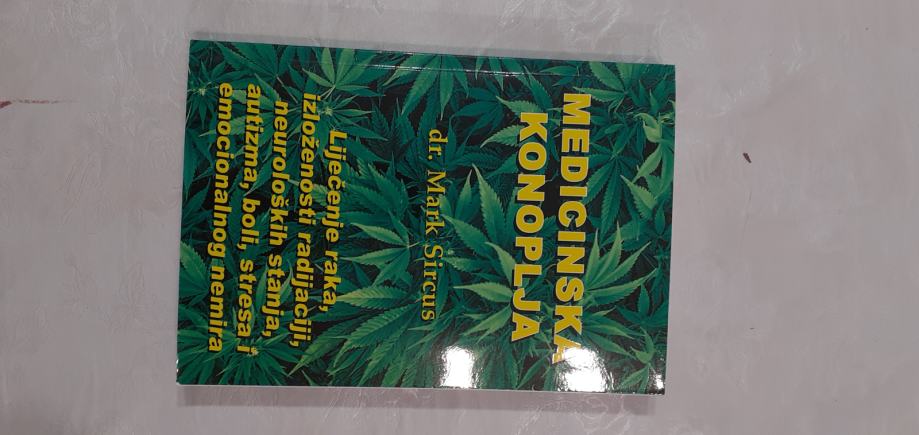 MEDICINSKA
KONOPLJA
dr. Mark Sircus
Liječenje raka,
izloženosti radijaciji,
neuroloških stanja,
autizma, boli, stresa i
emocionalnog nemira